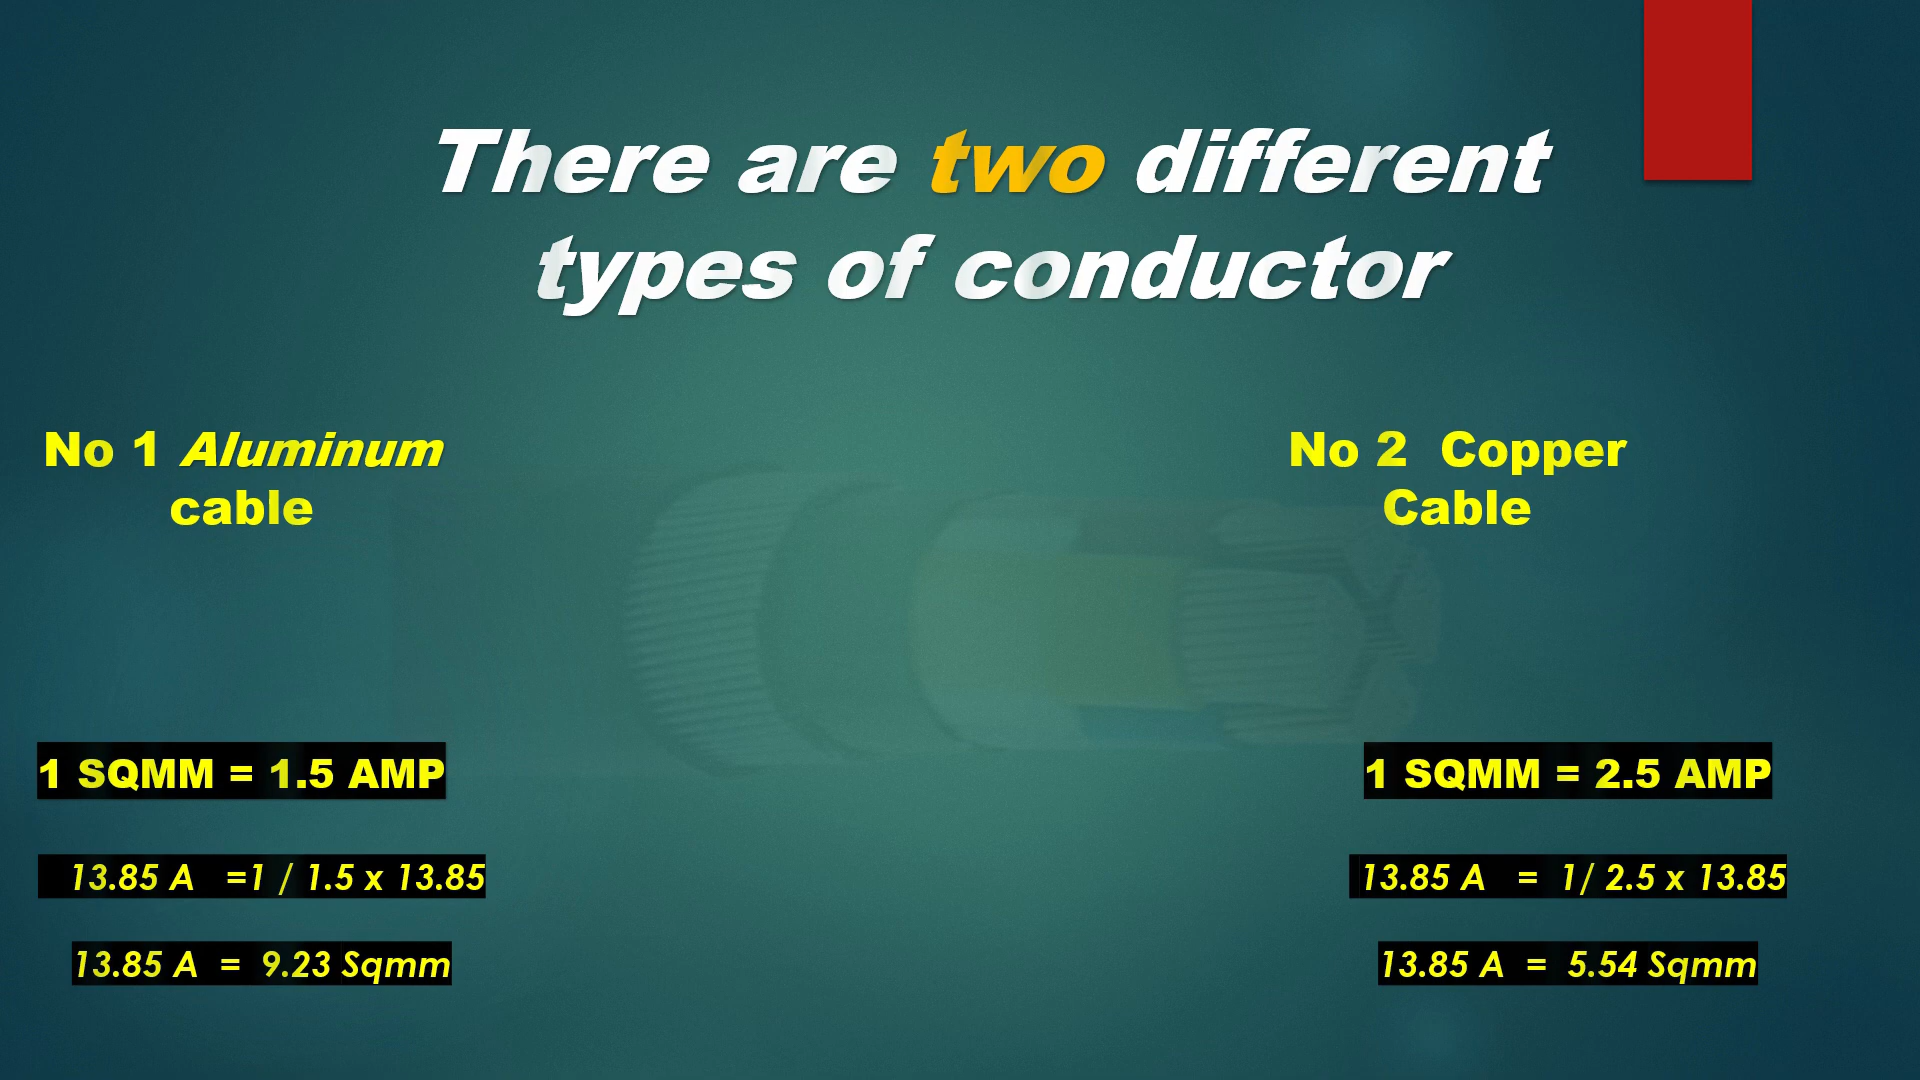 There are two different
types of conductor
No 1 Aluminum
cable
1 SQMM = 1.5 AMP
13.85 A =1 / 1.5 x 13.85
13.85 A = 9.23 Sqmm
No 2 Copper
Cable
1 SQMM = 2.5 AMP
13.85 A = 1/ 2.5 x 13.85
13.85 A = 5.54 Sqmm